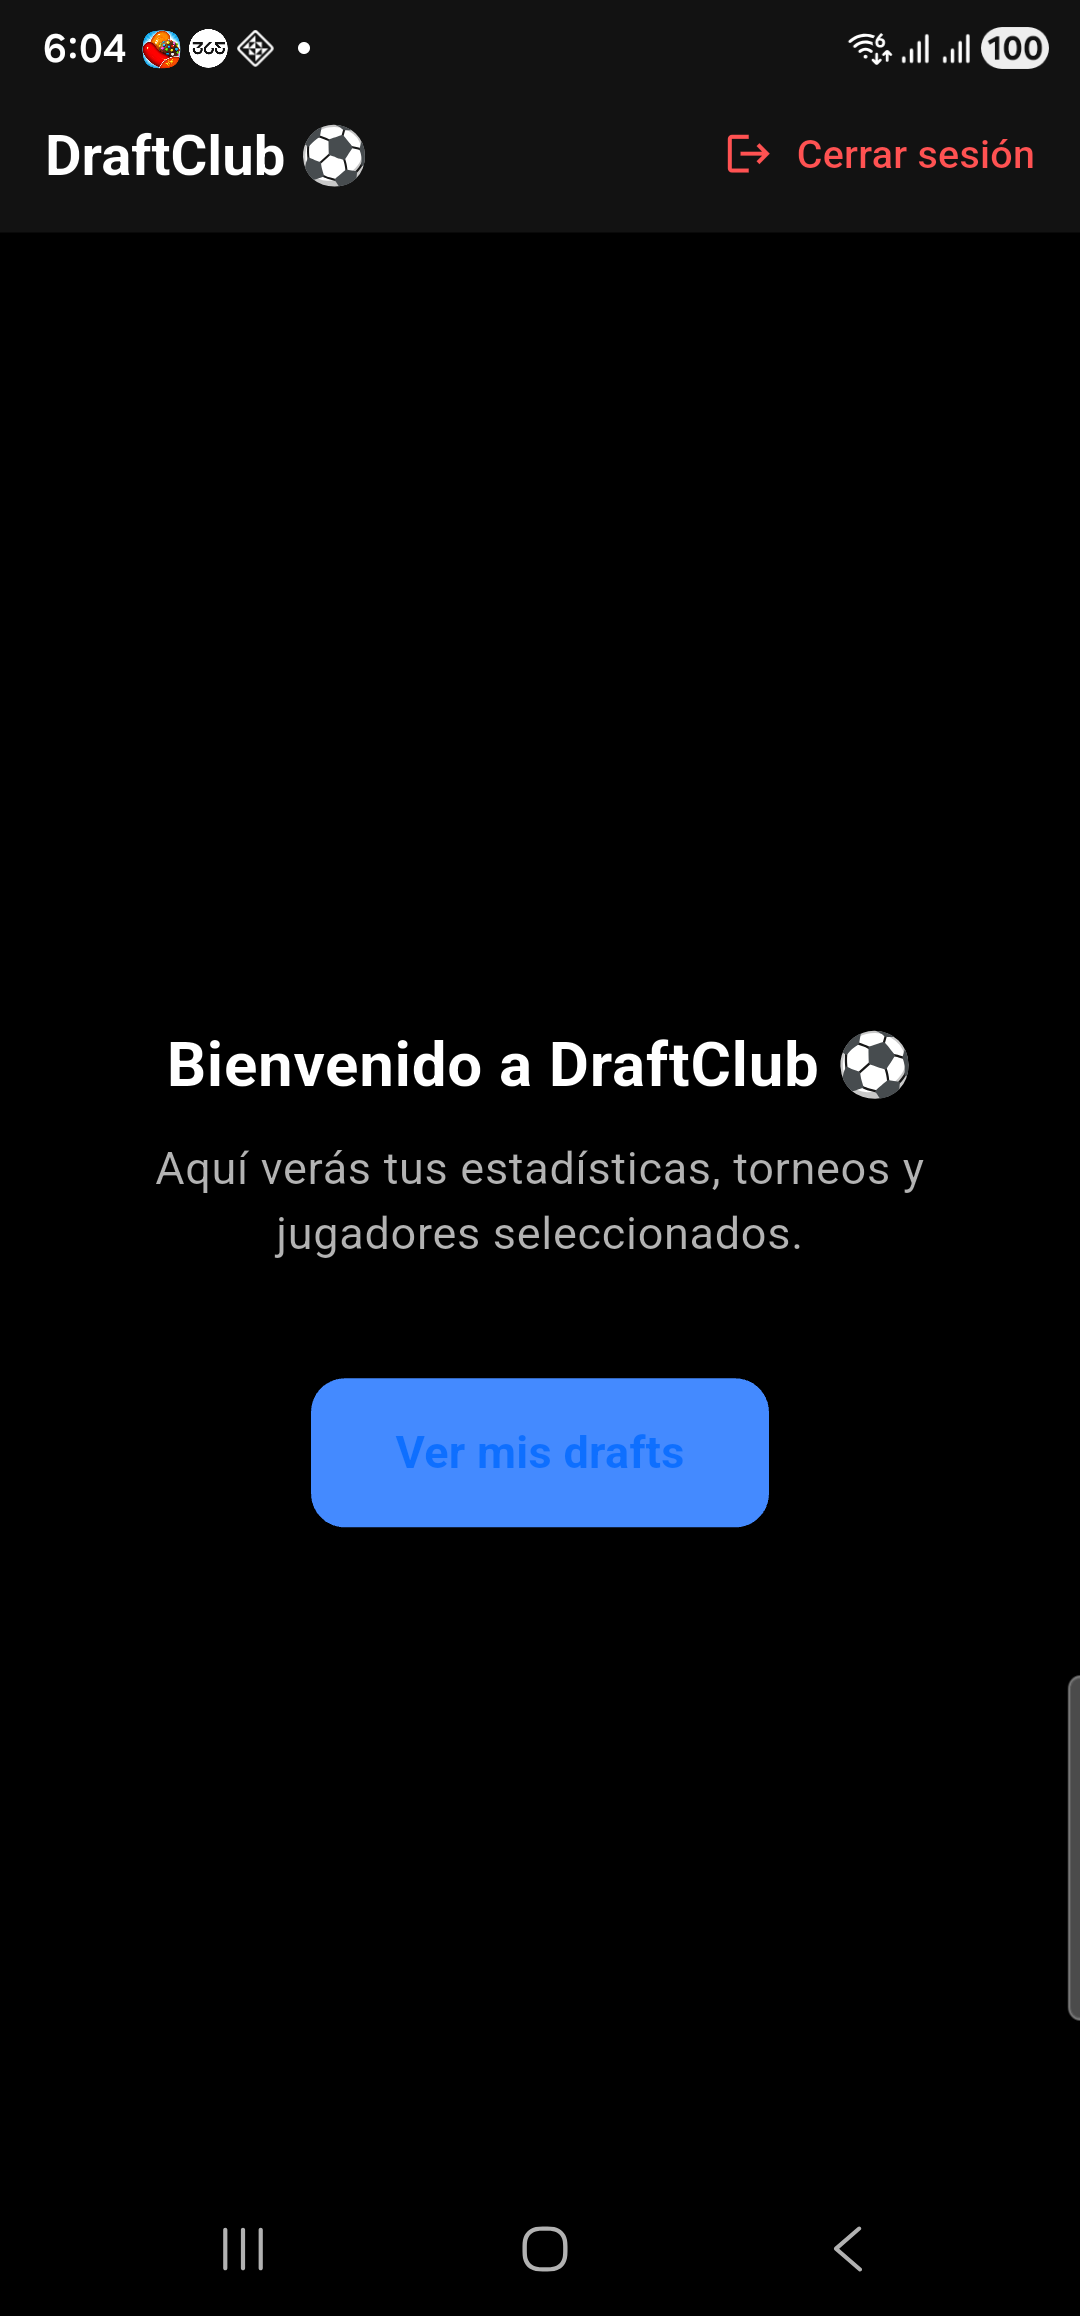 6:04 365 6 100
DraftClub ⚽ Cerrar sesión
Bienvenido a DraftClub ⚽
Aquí verás tus estadísticas, torneos y
jugadores seleccionados.
Ver mis drafts